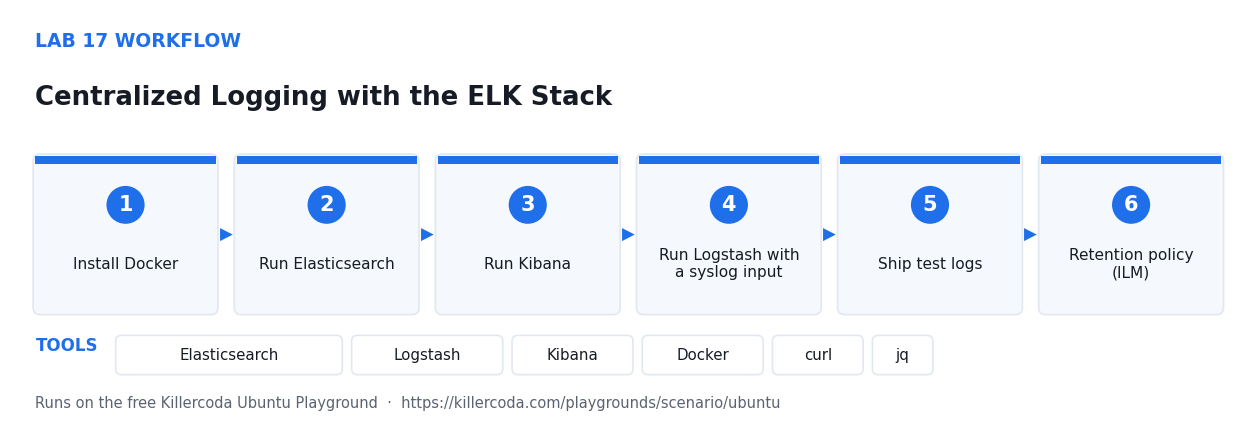 LAB 17 WORKFLOW
Centralized Logging with the ELK Stack
1
Install Docker
2
Run Elasticsearch
3
Run Kibana
4
Run Logstash with
a syslog input
5
Ship test logs
6
Retention policy
(ILM)
TOOLS
Elasticsearch
Logstash
Kibana
Docker
curl
jq
Runs on the free Killercoda Ubuntu Playground · https://killercoda.com/playgrounds/scenario/ubuntu